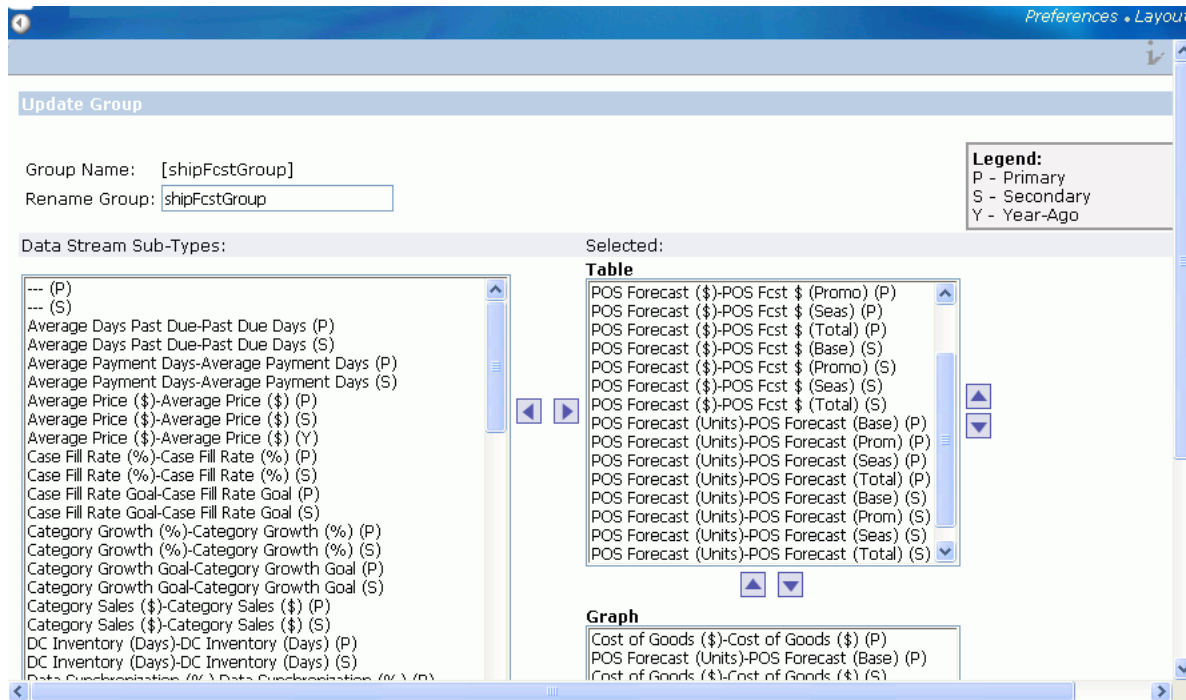 Preferences • Layout
Update Group
Group Name: [shipFcstGroup]
Rename Group: shipFcstGroup
Legend:
P - Primary
S - Secondary
Y - Year-Ago
Data Stream Sub-Types:
--- (P)
--- (S)
Average Days Past Due-Past Due Days (P)
Average Days Past Due-Past Due Days (S)
Average Payment Days-Average Payment Days (P)
Average Payment Days-Average Payment Days (S)
Average Price ($)-Average Price ($) (P)
Average Price ($)-Average Price ($) (S)
Average Price ($)-Average Price ($) (Y)
Case Fill Rate (%)-Case Fill Rate (%) (P)
Case Fill Rate (%)-Case Fill Rate (%) (S)
Case Fill Rate Goal-Case Fill Rate Goal (P)
Case Fill Rate Goal-Case Fill Rate Goal (S)
Category Growth (%)-Category Growth (%) (P)
Category Growth (%)-Category Growth (%) (S)
Category Growth Goal-Category Growth Goal (P)
Category Growth Goal-Category Growth Goal (S)
Category Sales ($)-Category Sales ($) (P)
Category Sales ($)-Category Sales ($) (S)
DC Inventory (Days)-DC Inventory (Days) (P)
DC Inventory (Days)-DC Inventory (Days) (S)
Data Synchronization (%)-Data Synchronization (%) (P)
Selected:
Table
POS Forecast ($)-POS Fcst $ (Promo) (P)
POS Forecast ($)-POS Fcst $ (Seas) (P)
POS Forecast ($)-POS Fcst $ (Total) (P)
POS Forecast ($)-POS Fcst $ (Base) (S)
POS Forecast ($)-POS Fcst $ (Promo) (S)
POS Forecast ($)-POS Fcst $ (Seas) (S)
POS Forecast ($)-POS Fcst $ (Total) (S)
POS Forecast (Units)-POS Forecast (Base) (P)
POS Forecast (Units)-POS Forecast (Prom) (P)
POS Forecast (Units)-POS Forecast (Seas) (P)
POS Forecast (Units)-POS Forecast (Total) (P)
POS Forecast (Units)-POS Forecast (Base) (S)
POS Forecast (Units)-POS Forecast (Prom) (S)
POS Forecast (Units)-POS Forecast (Seas) (S)
POS Forecast (Units)-POS Forecast (Total) (S)
Graph
Cost of Goods ($)-Cost of Goods ($) (P)
POS Forecast (Units)-POS Forecast (Base) (P)
Cost of Goods ($)-Cost of Goods ($) (S)